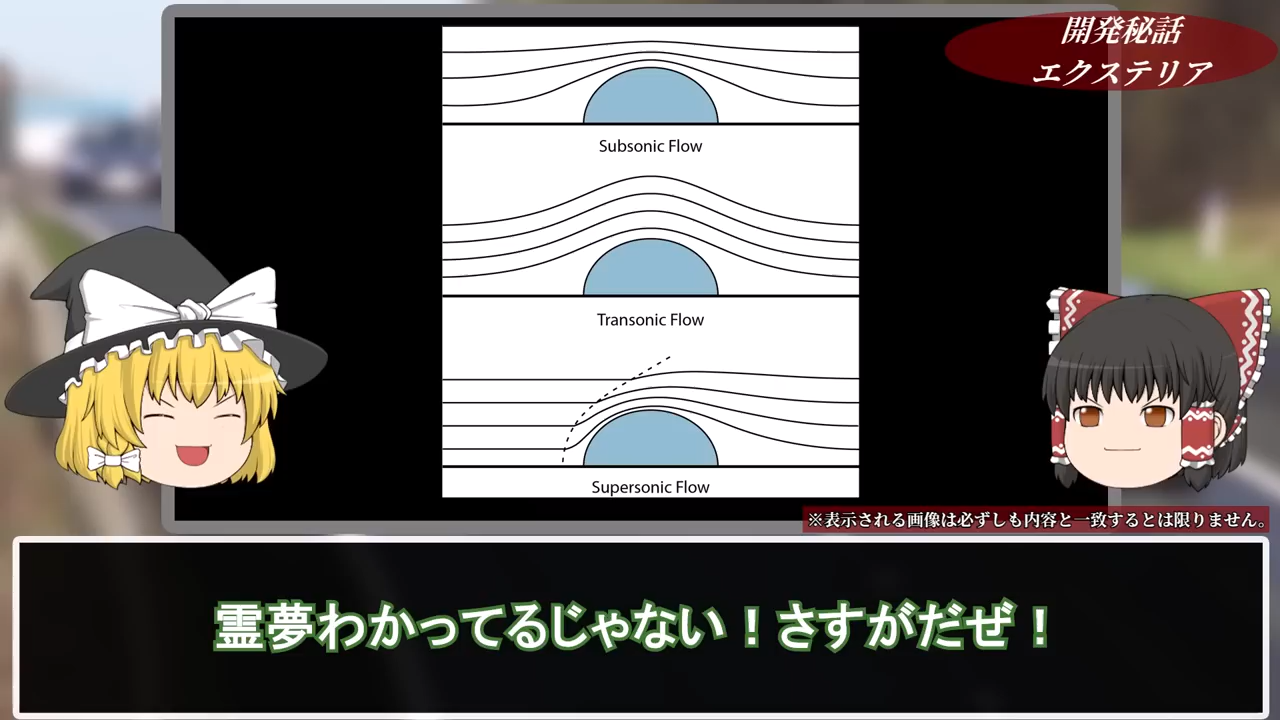 開発秘話
エクステリア
Subsonic Flow
Transonic Flow
Supersonic Flow
※表示される画像は必ずしも内容と一致するとは限りません。
霊夢わかってるじゃない！さすがだぜ！